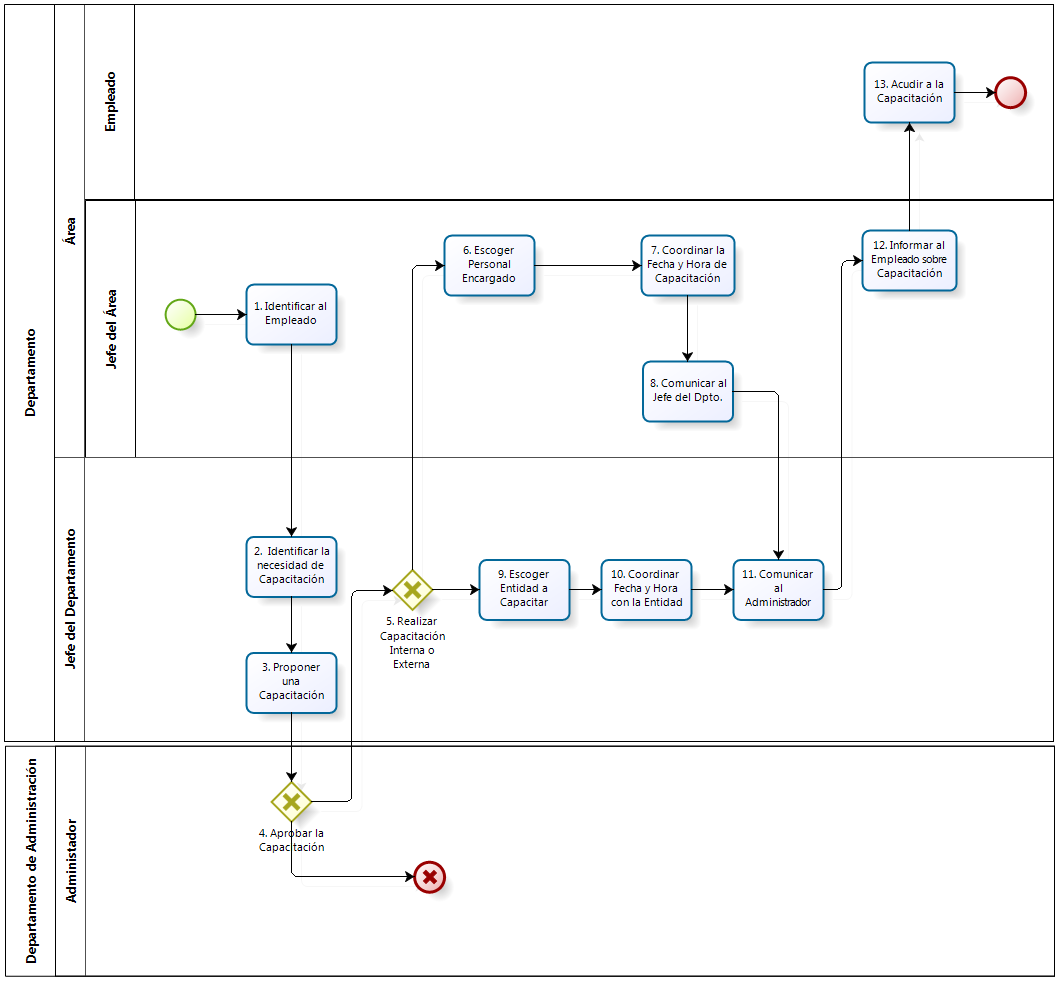 Departamento
Área
Empleado
13. Acudir a la
Capacitación
Jefe del Área
1. Identificar al
Empleado
6. Escoger
Personal
Encargado
7. Coordinar la
Fecha y Hora de
Capacitación
8. Comunicar al
Jefe del Dpto.
12. Informar al
Empleado sobre
Capacitación
Jefe del Departamento
2. Identificar la
necesidad de
Capacitación
3. Proponer
una
Capacitación
5. Realizar
Capacitación
Interna o
Externa
9. Escoger
Entidad a
Capacitar
10. Coordinar
Fecha y Hora
con la Entidad
11. Comunicar
al
Administrador
Departamento de Administración
Administador
4. Aprobar la
Capacitación